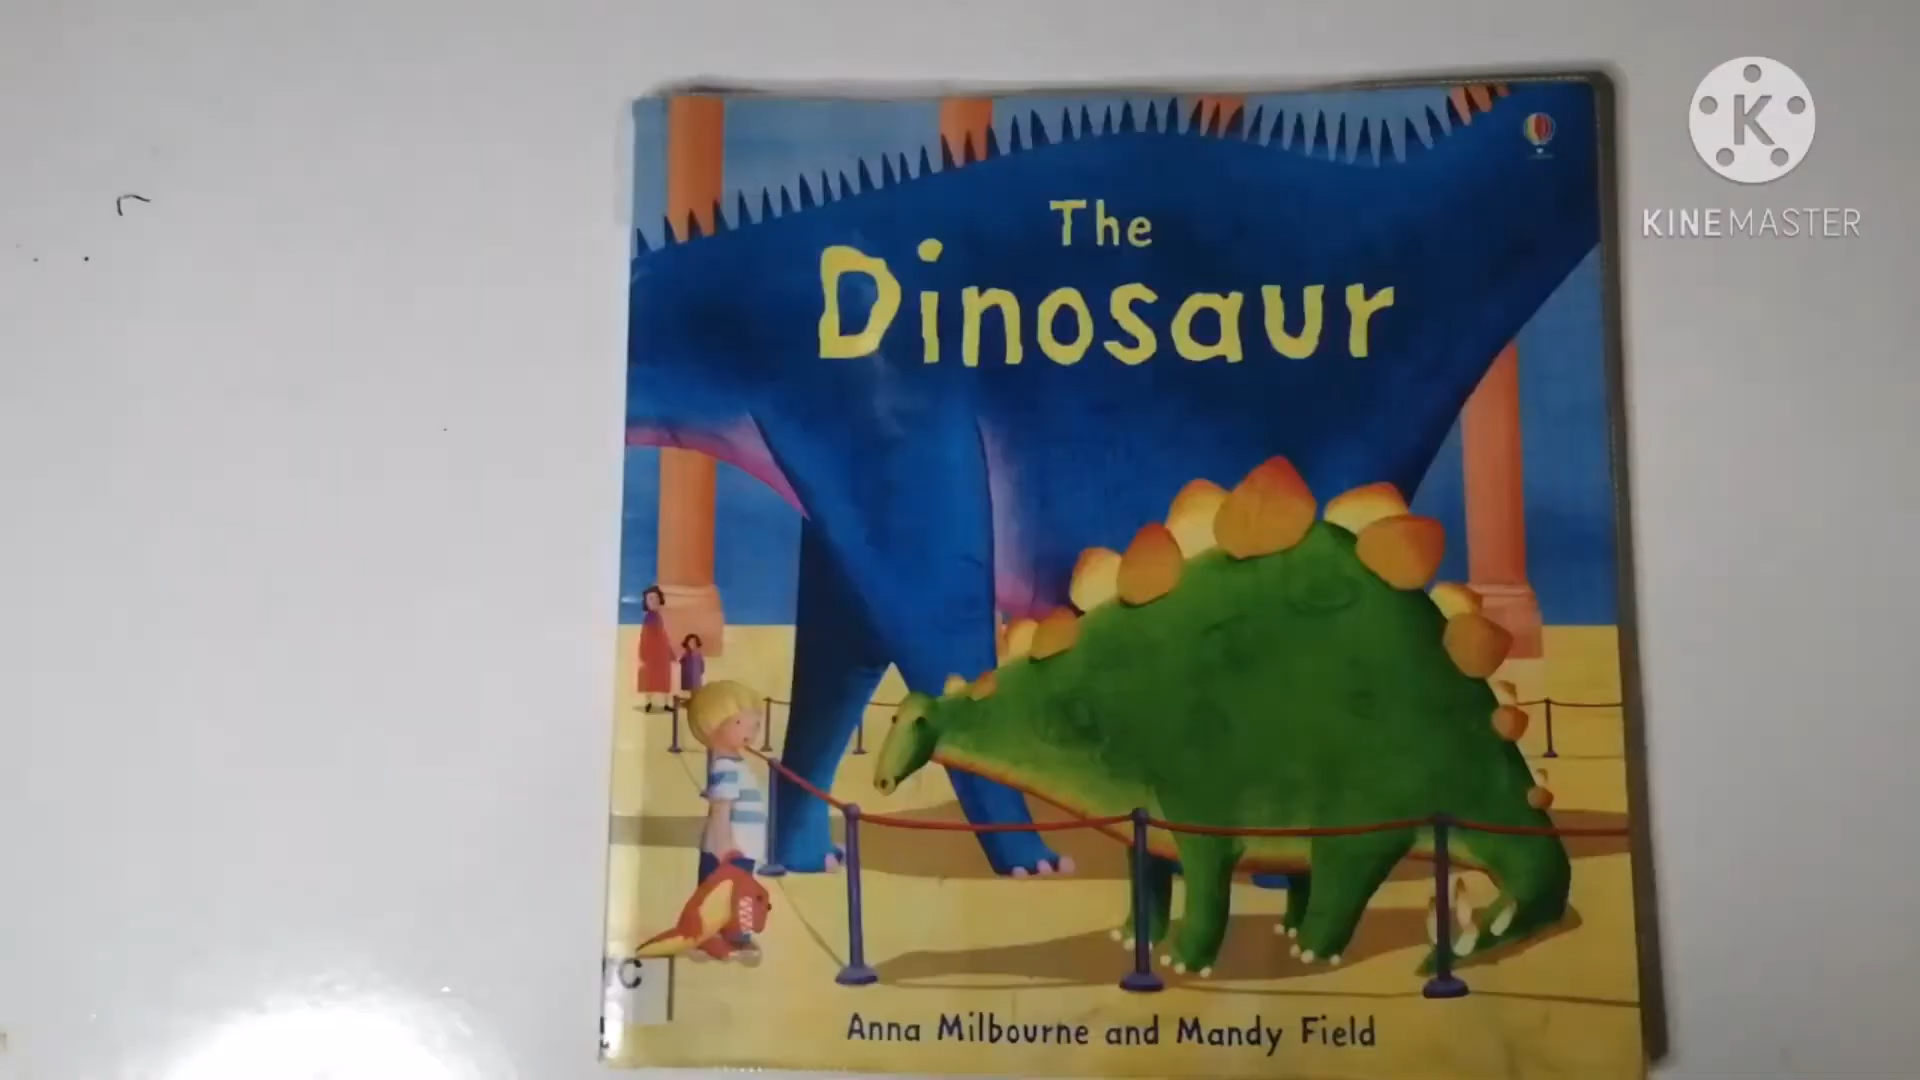 The
Dinosaur
K
KINEMASTER
C
Anna Milbourne and Mandy Field